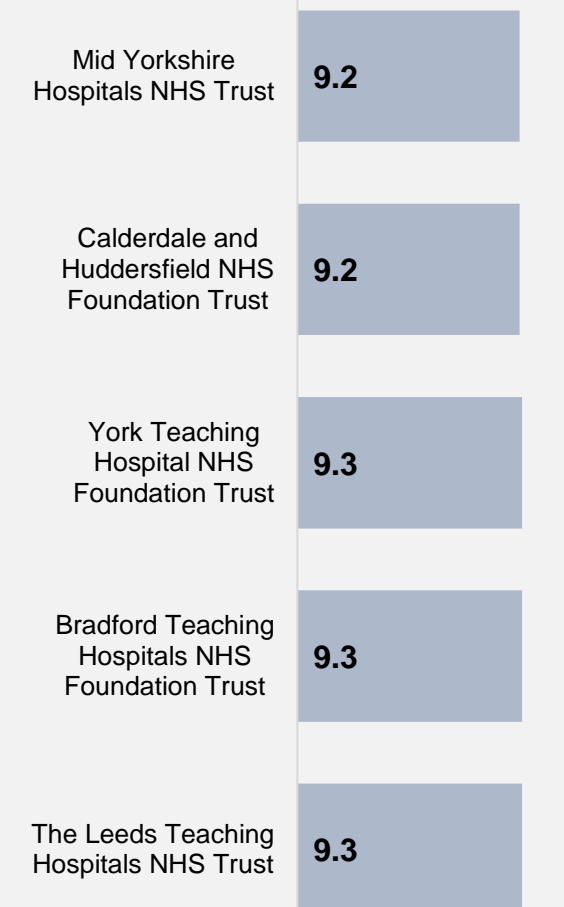 Mid Yorkshire
Hospitals NHS Trust
9.2
Calderdale and
Huddersfield NHS
Foundation Trust
9.2
York Teaching
Hospital NHS
Foundation Trust
9.3
Bradford Teaching
Hospitals NHS
Foundation Trust
9.3
The Leeds Teaching
Hospitals NHS Trust
9.3